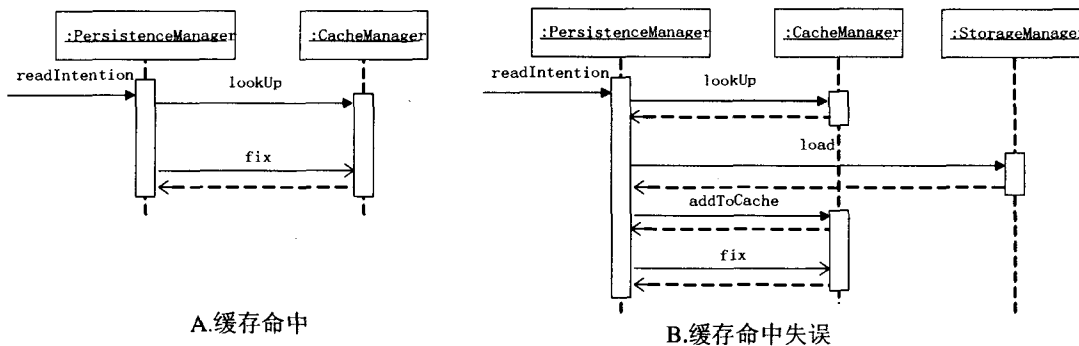 :PersistenceManager
:CacheManager
readIntention
lookUp
fix
A.缓存命中
:PersistenceManager
:CacheManager
:StorageManager
readIntention
lookUp
load
addToCache
fix
B.缓存命中失误